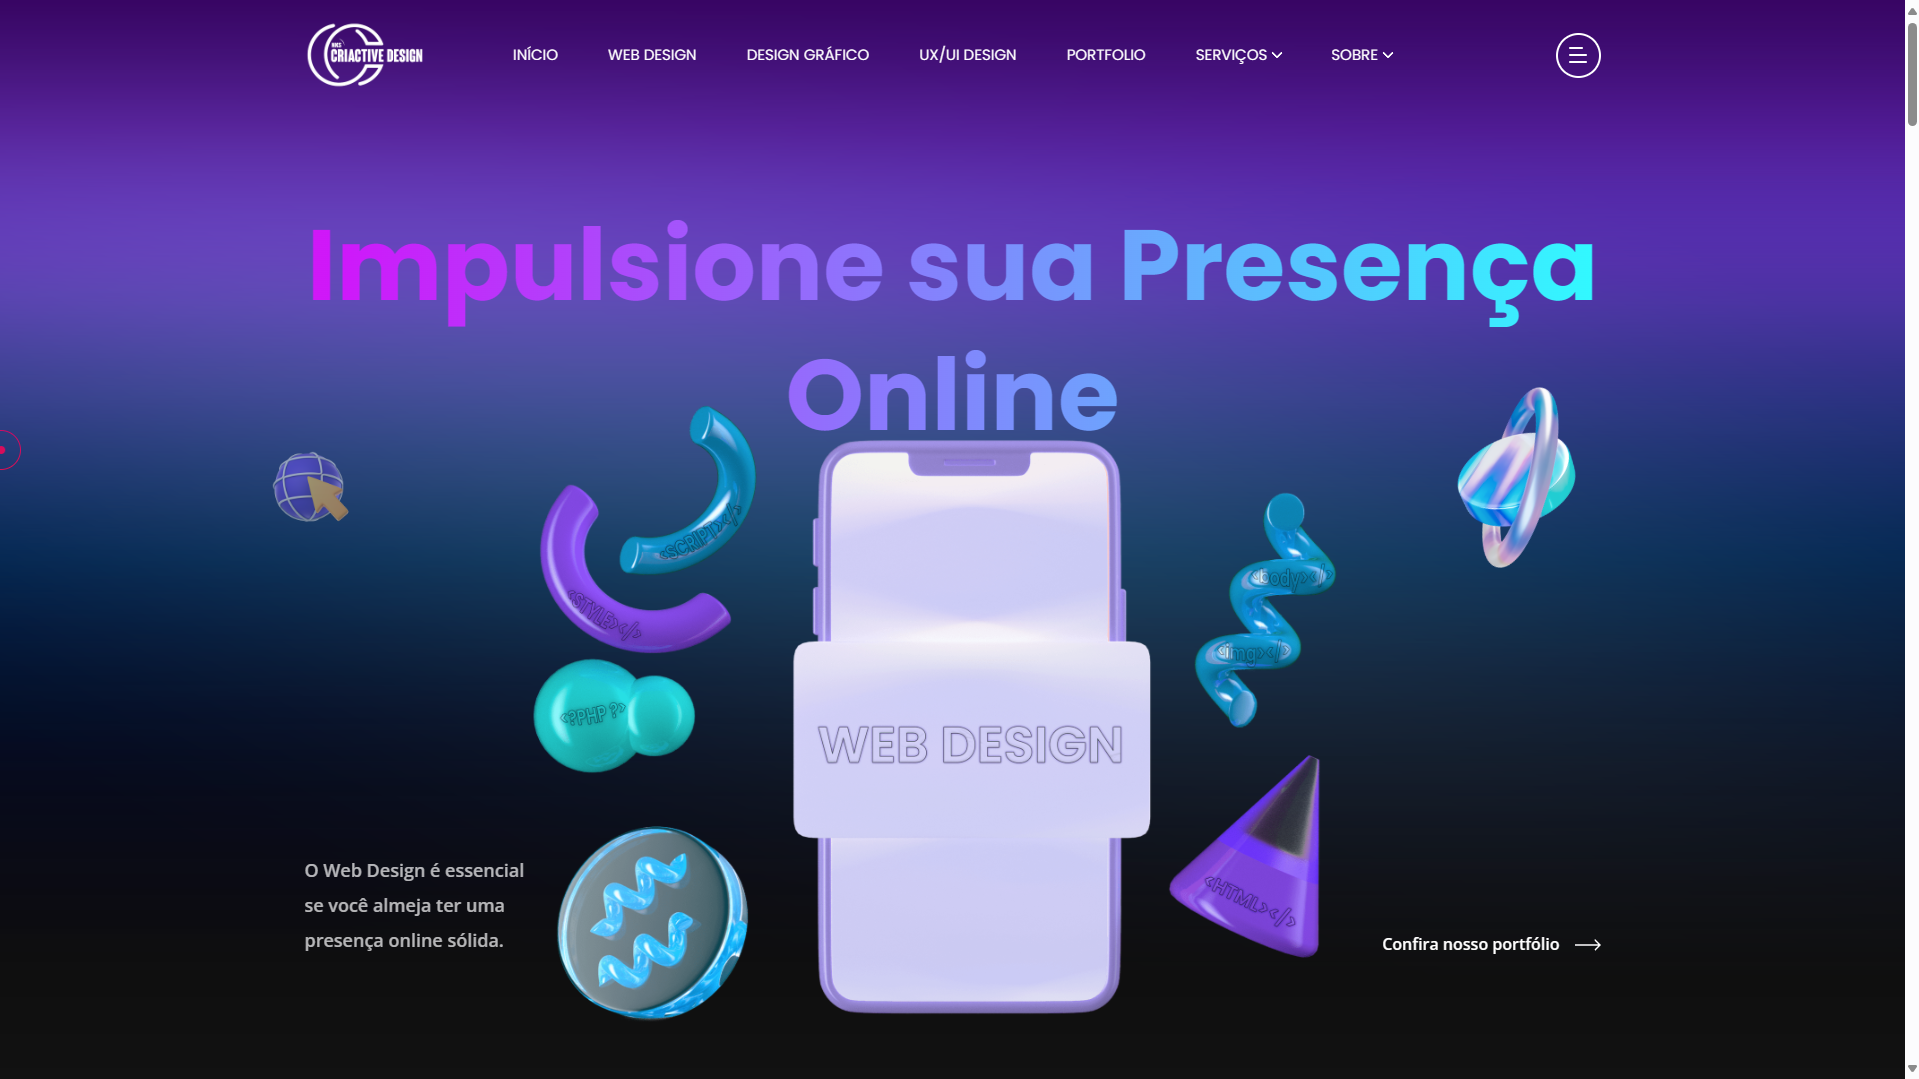 RKS
CRIACTIVE DESIGN
INÍCIO
WEB DESIGN
DESIGN GRÁFICO
UX/UI DESIGN
PORTFOLIO
SERVIÇOS
SOBRE
Impulsione sua Presença
Online
<SCRIPT></>
<STYLE></>
<?PHP ?>
<body></>
<img></>
WEB DESIGN
<HTML></>
O Web Design é essencial
se você almeja ter uma
presença online sólida.
Confira nosso portfólio